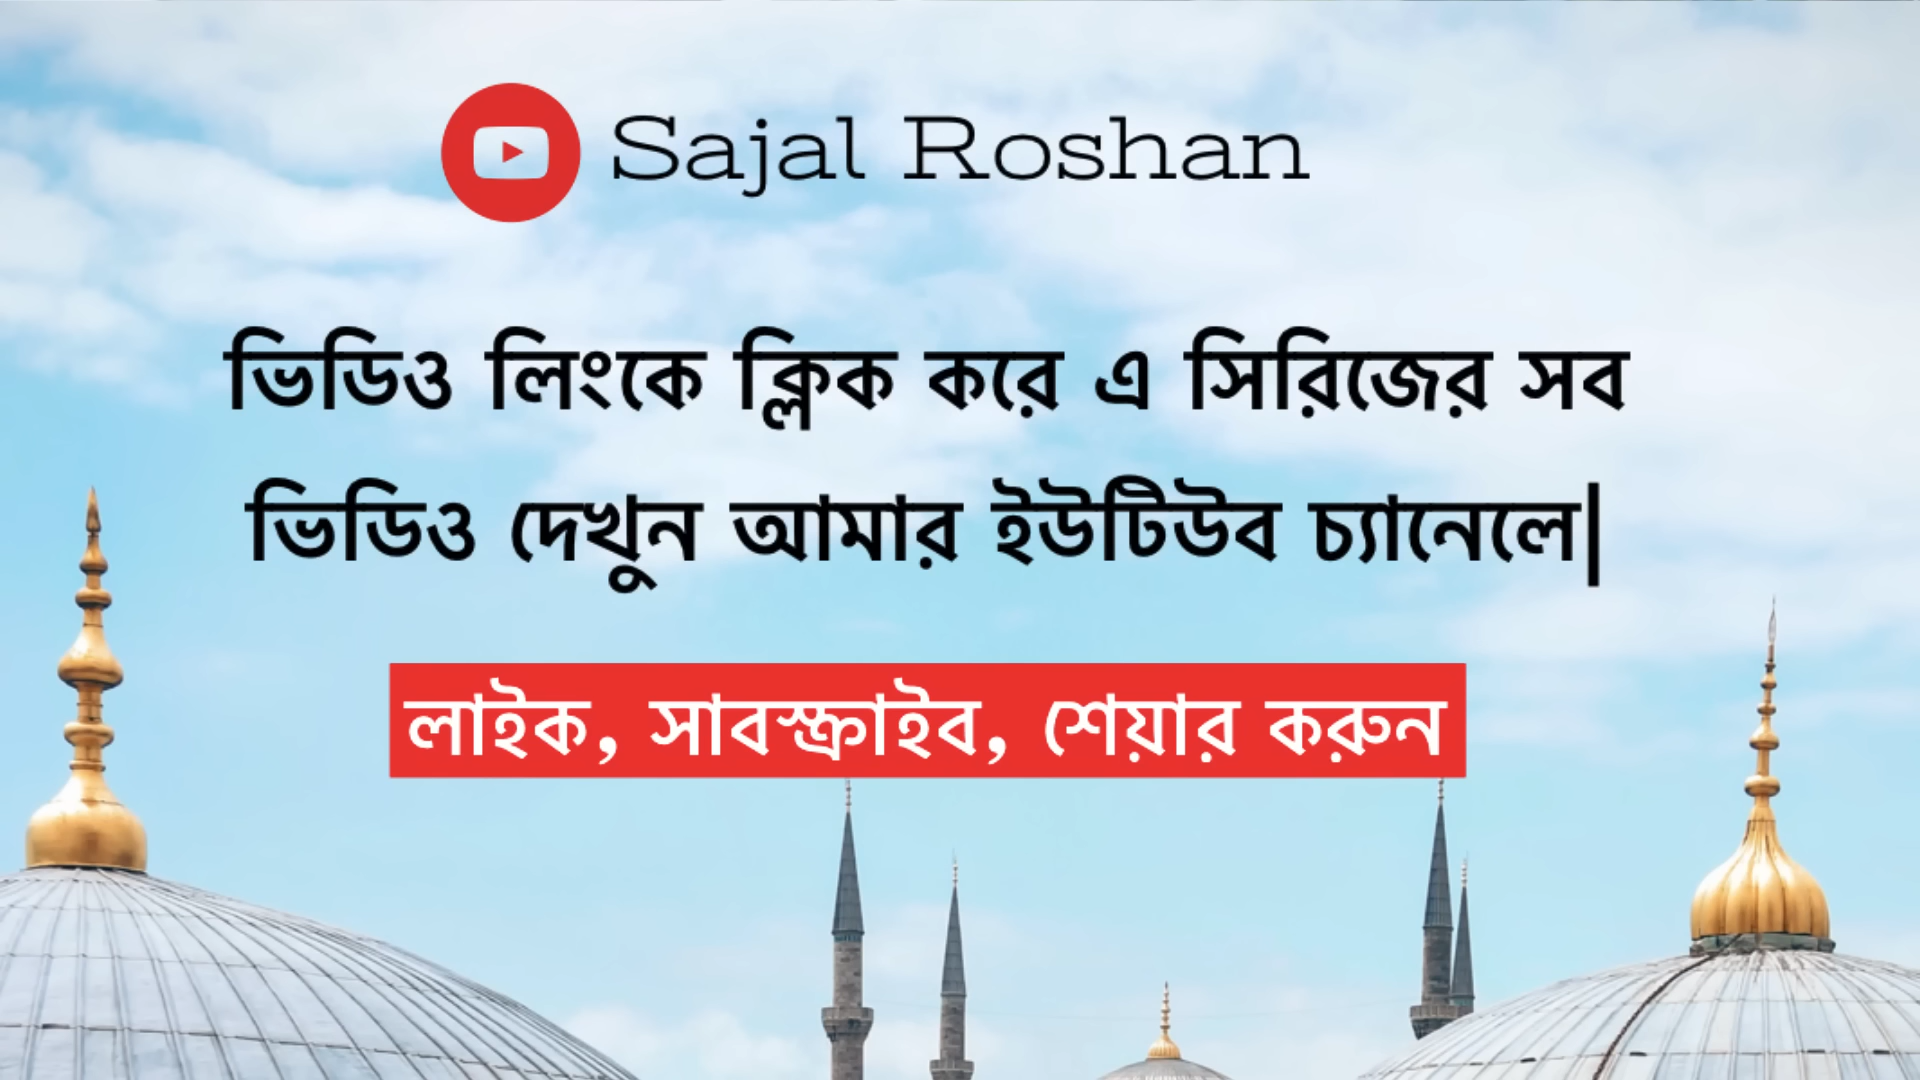 Sajal Roshan
ভিডিও লিংকে ক্লিক করে এ সিরিজের সব
ভিডিও দেখুন আমার ইউটিউব চ্যানেলে|
লাইক, সাবস্ক্রাইব, শেয়ার করুন